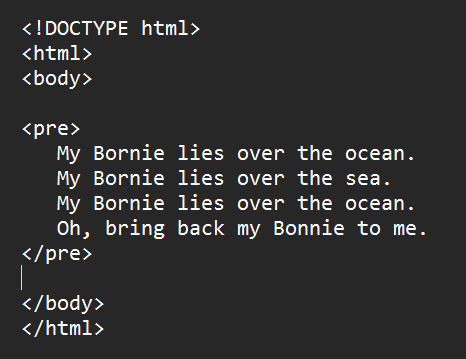 <!DOCTYPE html>
<html>
<body>

<pre>
   My Bornie lies over the ocean.
   My Bornie lies over the sea.
   My Bornie lies over the ocean.
   Oh, bring back my Bonnie to me.
</pre>

</body>
</html>